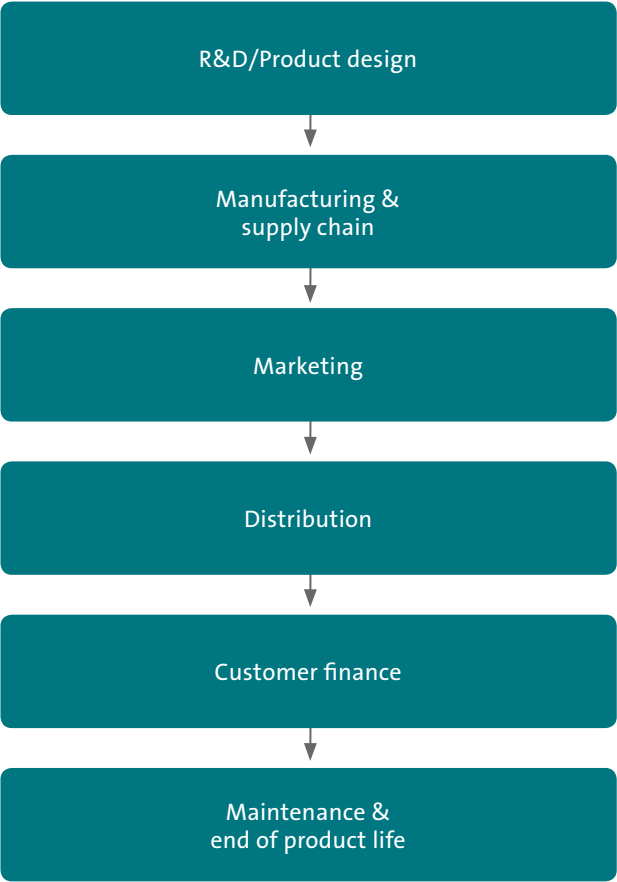 R&D/Product design
Manufacturing &
supply chain
Marketing
Distribution
Customer finance
Maintenance &
end of product life